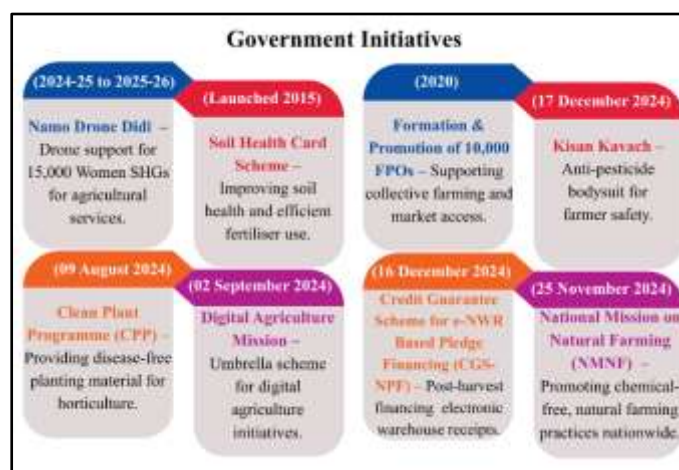 Government Initiatives
(2024-25 to 2025-26)
Namo Drone Didi –
Drone support for
15,000 Women SHGs
for agricultural
services.
(Launched 2015)
Soil Health Card
Scheme –
Improving soil
health and efficient
fertiliser use.
(2020)
Formation &
Promotion of 10,000
FPOs – Supporting
collective farming and
market access.
(17 December 2024)
Kisan Kavach –
Anti-pesticide
bodysuit for
farmer safety.
(09 August 2024)
Clean Plant
Programme (CPP) –
Providing disease-free
planting material for
horticulture.
(02 September 2024)
Digital Agriculture
Mission –
Umbrella scheme
for digital
agriculture
initiatives.
(16 December 2024)
Credit Guarantee
Scheme for e-NWR
Based Pledge
Financing (CGS-
NPF) – Post-harvest
financing electronic
warehouse receipts.
(25 November 2024)
National Mission on
Natural Farming
(NMNF) –
Promoting chemical-
free, natural farming
practices nationwide.